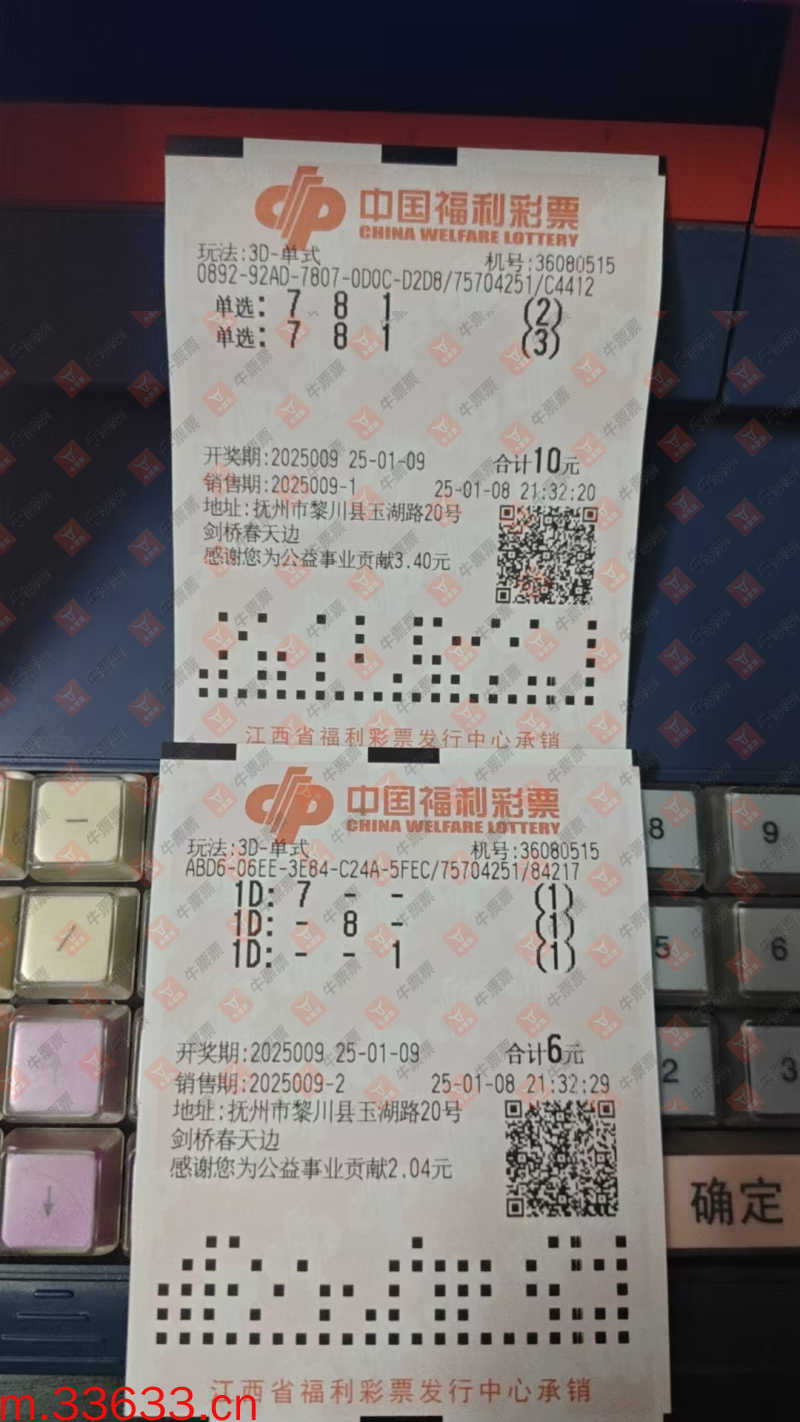 中国福利彩票
CHINA WELFARE LOTTERY
玩法:3D-单式 机号:36080515
0892-92AD-7807-0D0C-D2D8/75704251/C4412
单选: 7 8 1 (2)
单选: 7 8 1 (3)
开奖期:2025009 25-01-09 合计10元
销售期:2025009-1 25-01-08 21:32:20
地址:抚州市黎川县玉湖路20号
剑桥春天边
感谢您为公益事业贡献3.40元
江西省福利彩票发行中心承销
中国福利彩票
CHINA WELFARE LOTTERY
玩法:3D-单式 机号:36080515
ABD6-06EE-3E84-C24A-5FEC/75704251/84217
1D: 7 - - (1)
1D: - 8 - (1)
1D: - - 1 (1)
开奖期:2025009 25-01-09 合计6元
销售期:2025009-2 25-01-08 21:32:29
地址:抚州市黎川县玉湖路20号
剑桥春天边
感谢您为公益事业贡献2.04元
江西省福利彩票发行中心承销
8 9
5 6
2 3
确定
牛票票
m.33633.cn